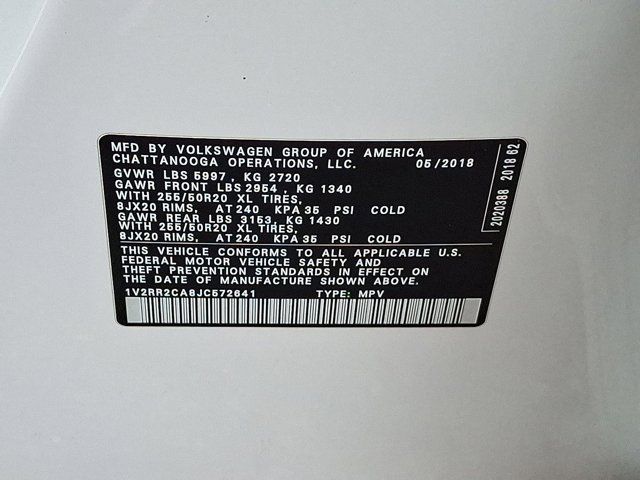 MFD BY VOLKSWAGEN GROUP OF AMERICA
CHATTANOOGA OPERATIONS, LLC. 05/2018
GVWR LBS 5997, KG 2720
GAWR FRONT LBS 2954, KG 1340
WITH 255/50R20 XL TIRES,
8JX20 RIMS, AT 240 KPA 35 PSI COLD
GAWR REAR LBS 3153, KG 1430
WITH 255/50R20 XL TIRES,
8JX20 RIMS, AT 240 KPA 35 PSI COLD
THIS VEHICLE CONFORMS TO ALL APPLICABLE U.S.
FEDERAL MOTOR VEHICLE SAFETY AND
THEFT PREVENTION STANDARDS IN EFFECT ON
THE DATE OF MANUFACTURE SHOWN ABOVE.
1V2RR2CA8JC572641 TYPE: MPV
2020388 2018 62